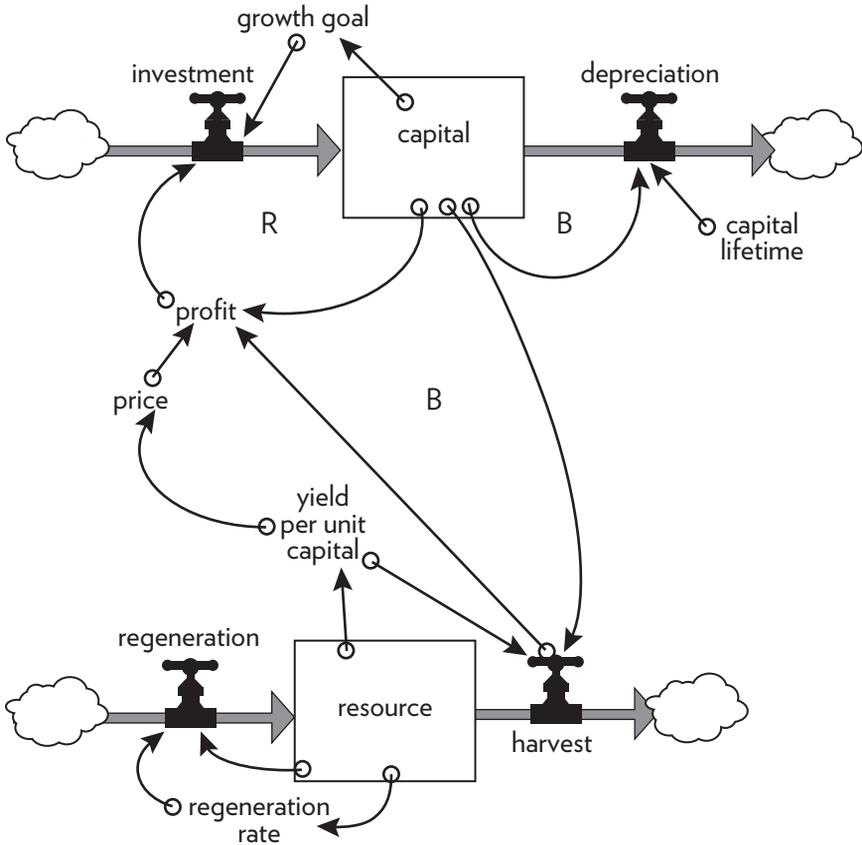 growth goal
investment
depreciation
capital
R
B
capital
lifetime
profit
price
B
yield
per unit
capital
regeneration
resource
harvest
regeneration
rate